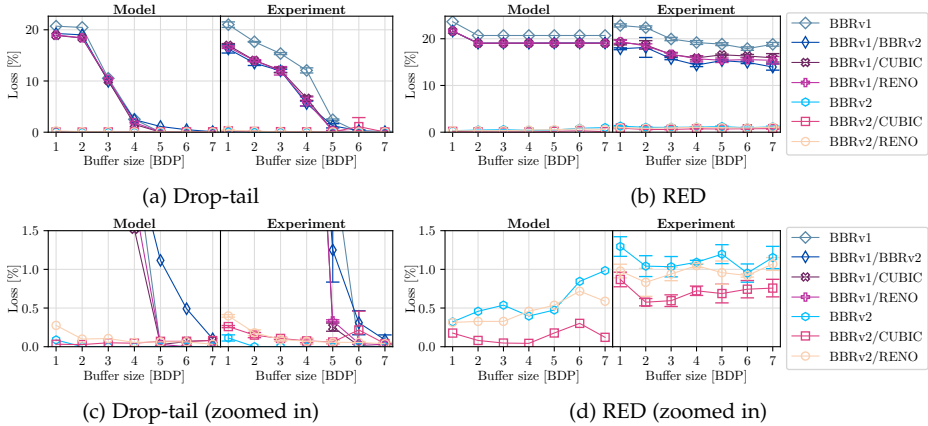 Model Experiment
Loss [%]
20
10
0
1 2 3 4 5 6 7 1 2 3 4 5 6 7
Buffer size [BDP] Buffer size [BDP]
(a) Drop-tail
Model Experiment
Loss [%]
20
10
0
1 2 3 4 5 6 7 1 2 3 4 5 6 7
Buffer size [BDP] Buffer size [BDP]
(b) RED
BBRv1
BBRv1/BBRv2
BBRv1/CUBIC
BBRv1/RENO
BBRv2
BBRv2/CUBIC
BBRv2/RENO
Model Experiment
Loss [%]
1.5
1.0
0.5
0.0
1 2 3 4 5 6 7 1 2 3 4 5 6 7
Buffer size [BDP] Buffer size [BDP]
(c) Drop-tail (zoomed in)
Model Experiment
Loss [%]
1.5
1.0
0.5
0.0
1 2 3 4 5 6 7 1 2 3 4 5 6 7
Buffer size [BDP] Buffer size [BDP]
(d) RED (zoomed in)
BBRv1
BBRv1/BBRv2
BBRv1/CUBIC
BBRv1/RENO
BBRv2
BBRv2/CUBIC
BBRv2/RENO